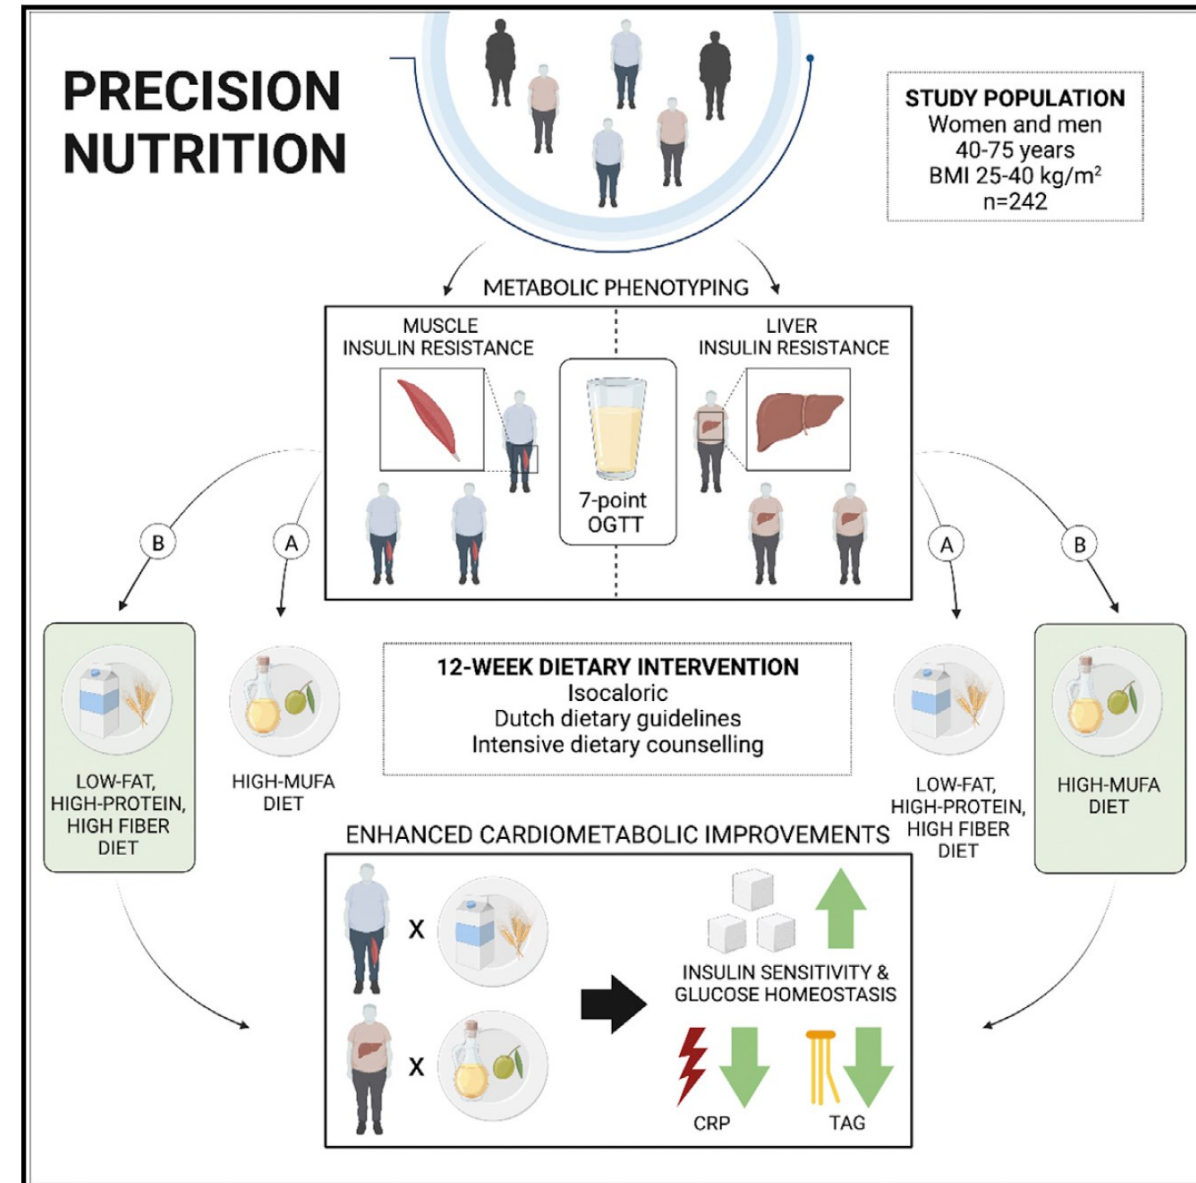 PRECISION
NUTRITION
STUDY POPULATION
Women and men
40-75 years
BMI 25-40 kg/m²
n=242
METABOLIC PHENOTYPING
MUSCLE
INSULIN RESISTANCE
LIVER
INSULIN RESISTANCE
7-point
OGTT
B
A
A
B
LOW-FAT,
HIGH-PROTEIN,
HIGH FIBER
DIET
HIGH-MUFA
DIET
12-WEEK DIETARY INTERVENTION
Isocaloric
Dutch dietary guidelines
Intensive dietary counselling
LOW-FAT,
HIGH-PROTEIN,
HIGH FIBER
DIET
HIGH-MUFA
DIET
ENHANCED CARDIOMETABOLIC IMPROVEMENTS
X
X
INSULIN SENSITIVITY &
GLUCOSE HOMEOSTASIS
CRP
TAG